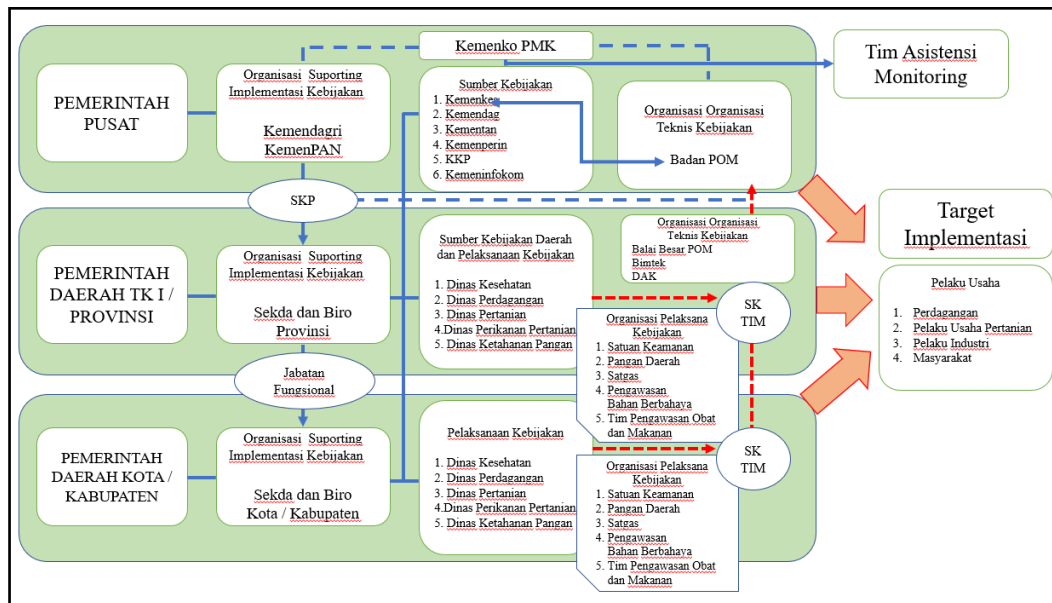 Kemenko PMK
Tim Asistensi
Monitoring
PEMERINTAH
PUSAT
Organisasi Suporting
Implementasi Kebijakan
Kemendagri
KemenPAN
Sumber Kebijakan
1. Kemenkes
2. Kemendag
3. Kementan
4. Kemenperin
5. KKP
6. Kemeninfokom
Organisasi Organisasi
Teknis Kebijakan
Badan POM
SKP
PEMERINTAH
DAERAH TK I /
PROVINSI
Organisasi Suporting
Implementasi Kebijakan
Sekda dan Biro
Provinsi
Sumber Kebijakan Daerah
dan Pelaksanaan Kebijakan
1. Dinas Kesehatan
2. Dinas Perdagangan
3. Dinas Pertanian
4.Dinas Perikanan Pertanian
5. Dinas Ketahanan Pangan
Organisasi Organisasi
Teknis Kebijakan
Balai Besar POM
Bimtek
DAK
SK
TIM
Organisasi Pelaksana
Kebijakan
1. Satuan Keamanan
2. Pangan Daerah
3. Satgas
4. Pengawasan
Bahan Berbahaya
5. Tim Pengawasan Obat
dan Makanan
Target
Implementasi
Pelaku Usaha
1. Perdagangan
2. Pelaku Usaha Pertanian
3. Pelaku Industri
4. Masyarakat
Jabatan
Fungsional
PEMERINTAH
DAERAH KOTA /
KABUPATEN
Organisasi Suporting
Implementasi Kebijakan
Sekda dan Biro
Kota / Kabupaten
Pelaksanaan Kebijakan
1. Dinas Kesehatan
2. Dinas Perdagangan
3. Dinas Pertanian
4.Dinas Perikanan Pertanian
5. Dinas Ketahanan Pangan
SK
TIM
Organisasi Pelaksana
Kebijakan
1. Satuan Keamanan
2. Pangan Daerah
3. Satgas
4. Pengawasan
Bahan Berbahaya
5. Tim Pengawasan Obat
dan Makanan